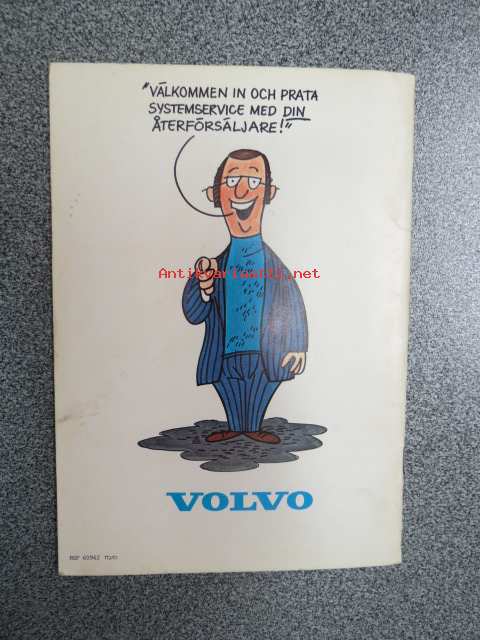 "VÄLKOMMEN IN OCH PRATA
SYSTEMSERVICE MED DIN
ÅTERFÖRSÄLJARE!"
Antikvariaatti.net
VOLVO